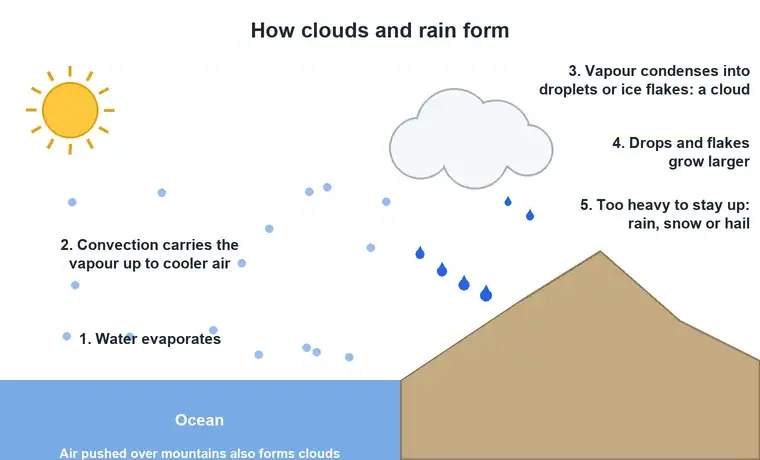 How clouds and rain form
3. Vapour condenses into
droplets or ice flakes: a cloud
4. Drops and flakes
grow larger
5. Too heavy to stay up:
rain, snow or hail
2. Convection carries the
vapour up to cooler air
1. Water evaporates
Ocean
Air pushed over mountains also forms clouds